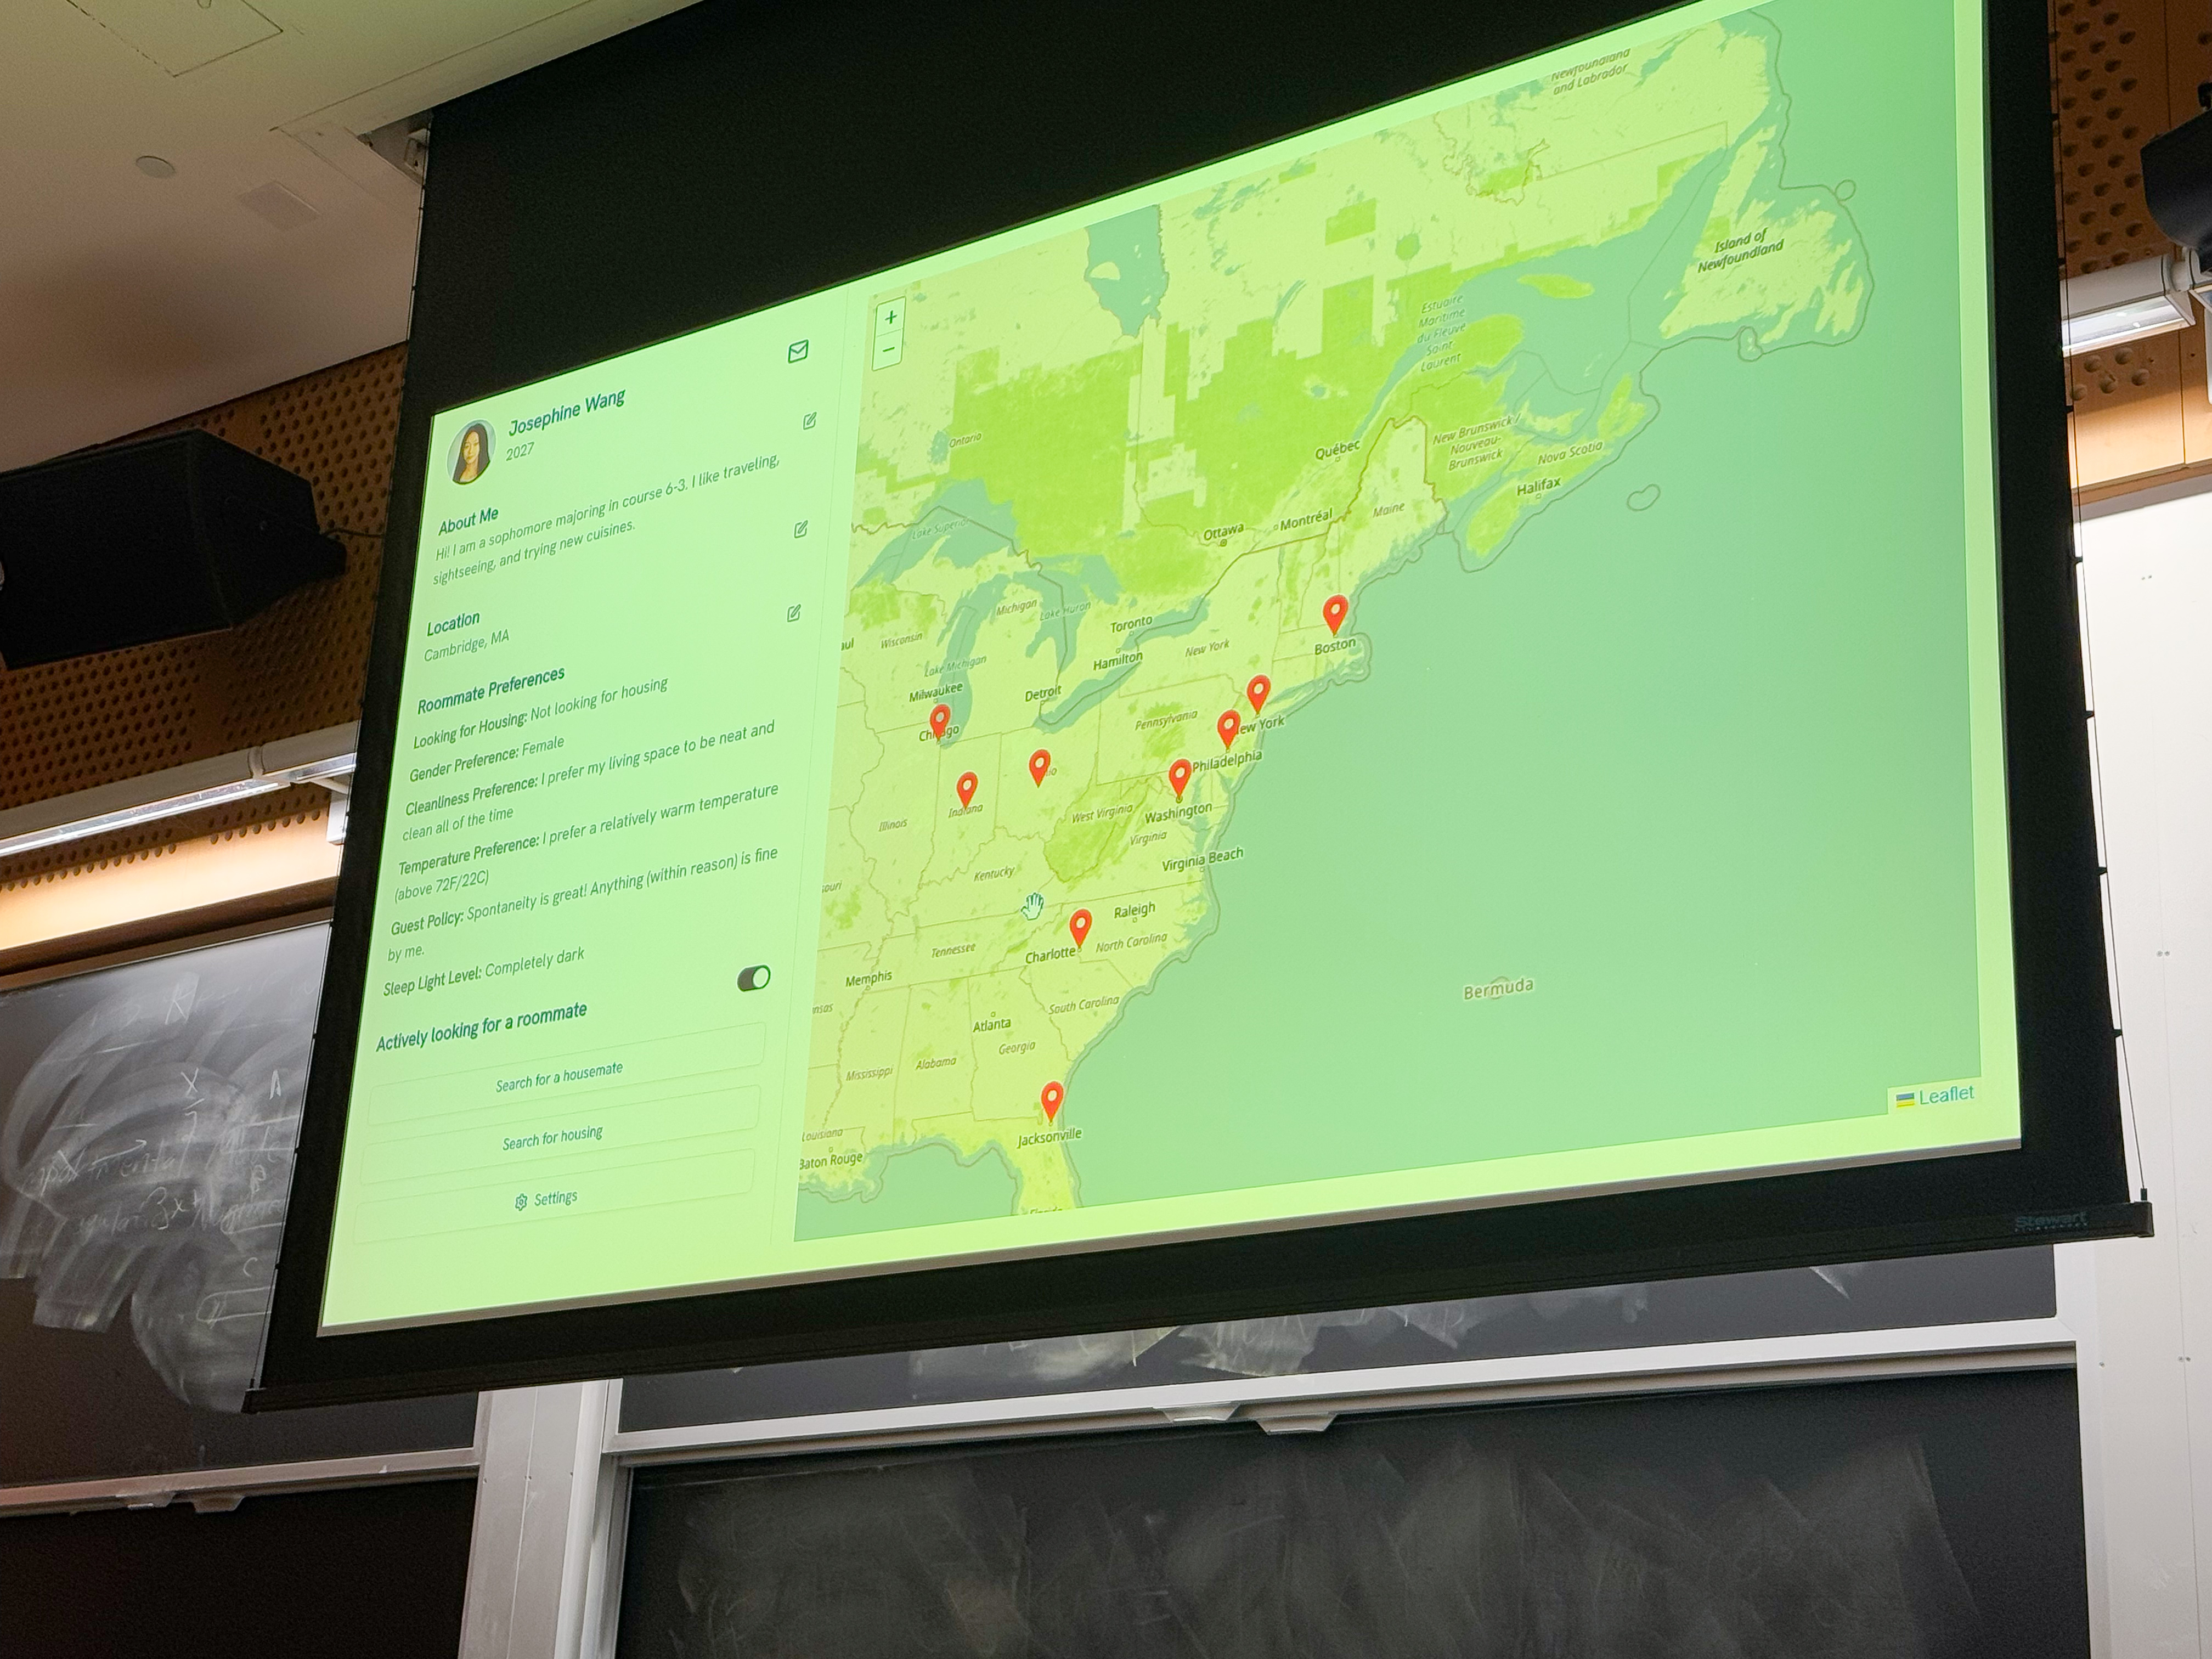 Josephine Wang
2027
About Me
Hi! I am a sophomore majoring in course 6-3. I like traveling,
sightseeing, and trying new cuisines.
Location
Cambridge, MA
Roommate Preferences
Looking for Housing: Not looking for housing
Gender Preference: Female
Cleanliness Preference: I prefer my living space to be neat and
clean all of the time
Temperature Preference: I prefer a relatively warm temperature
(above 72F/22C)
Guest Policy: Spontaneity is great! Anything (within reason) is fine
by me.
Sleep Light Level: Completely dark
Actively looking for a roommate
Search for a housemate
Search for housing
Settings
+
−
Newfoundland
and Labrador
Island of
Newfoundland
Estuaire
Maritime
du Fleuve
Saint
Laurent
Ontario
Québec
New Brunswick /
Nouveau-
Brunswick
Nova Scotia
Halifax
Maine
Montréal
Ottawa
Lake Superior
Michigan
Lake Huron
Toronto
Wisconsin
Hamilton
New York
Boston
Lake Michigan
Milwaukee
Detroit
Pennsylvania
New York
Philadelphia
Indiana
Illinois
West Virginia
Washington
Virginia
Virginia Beach
Kentucky
Raleigh
Charlotte
North Carolina
Tennessee
Memphis
South Carolina
Atlanta
Georgia
Alabama
Mississippi
Bermuda
Jacksonville
Louisiana
Baton Rouge
Leaflet
Stewart